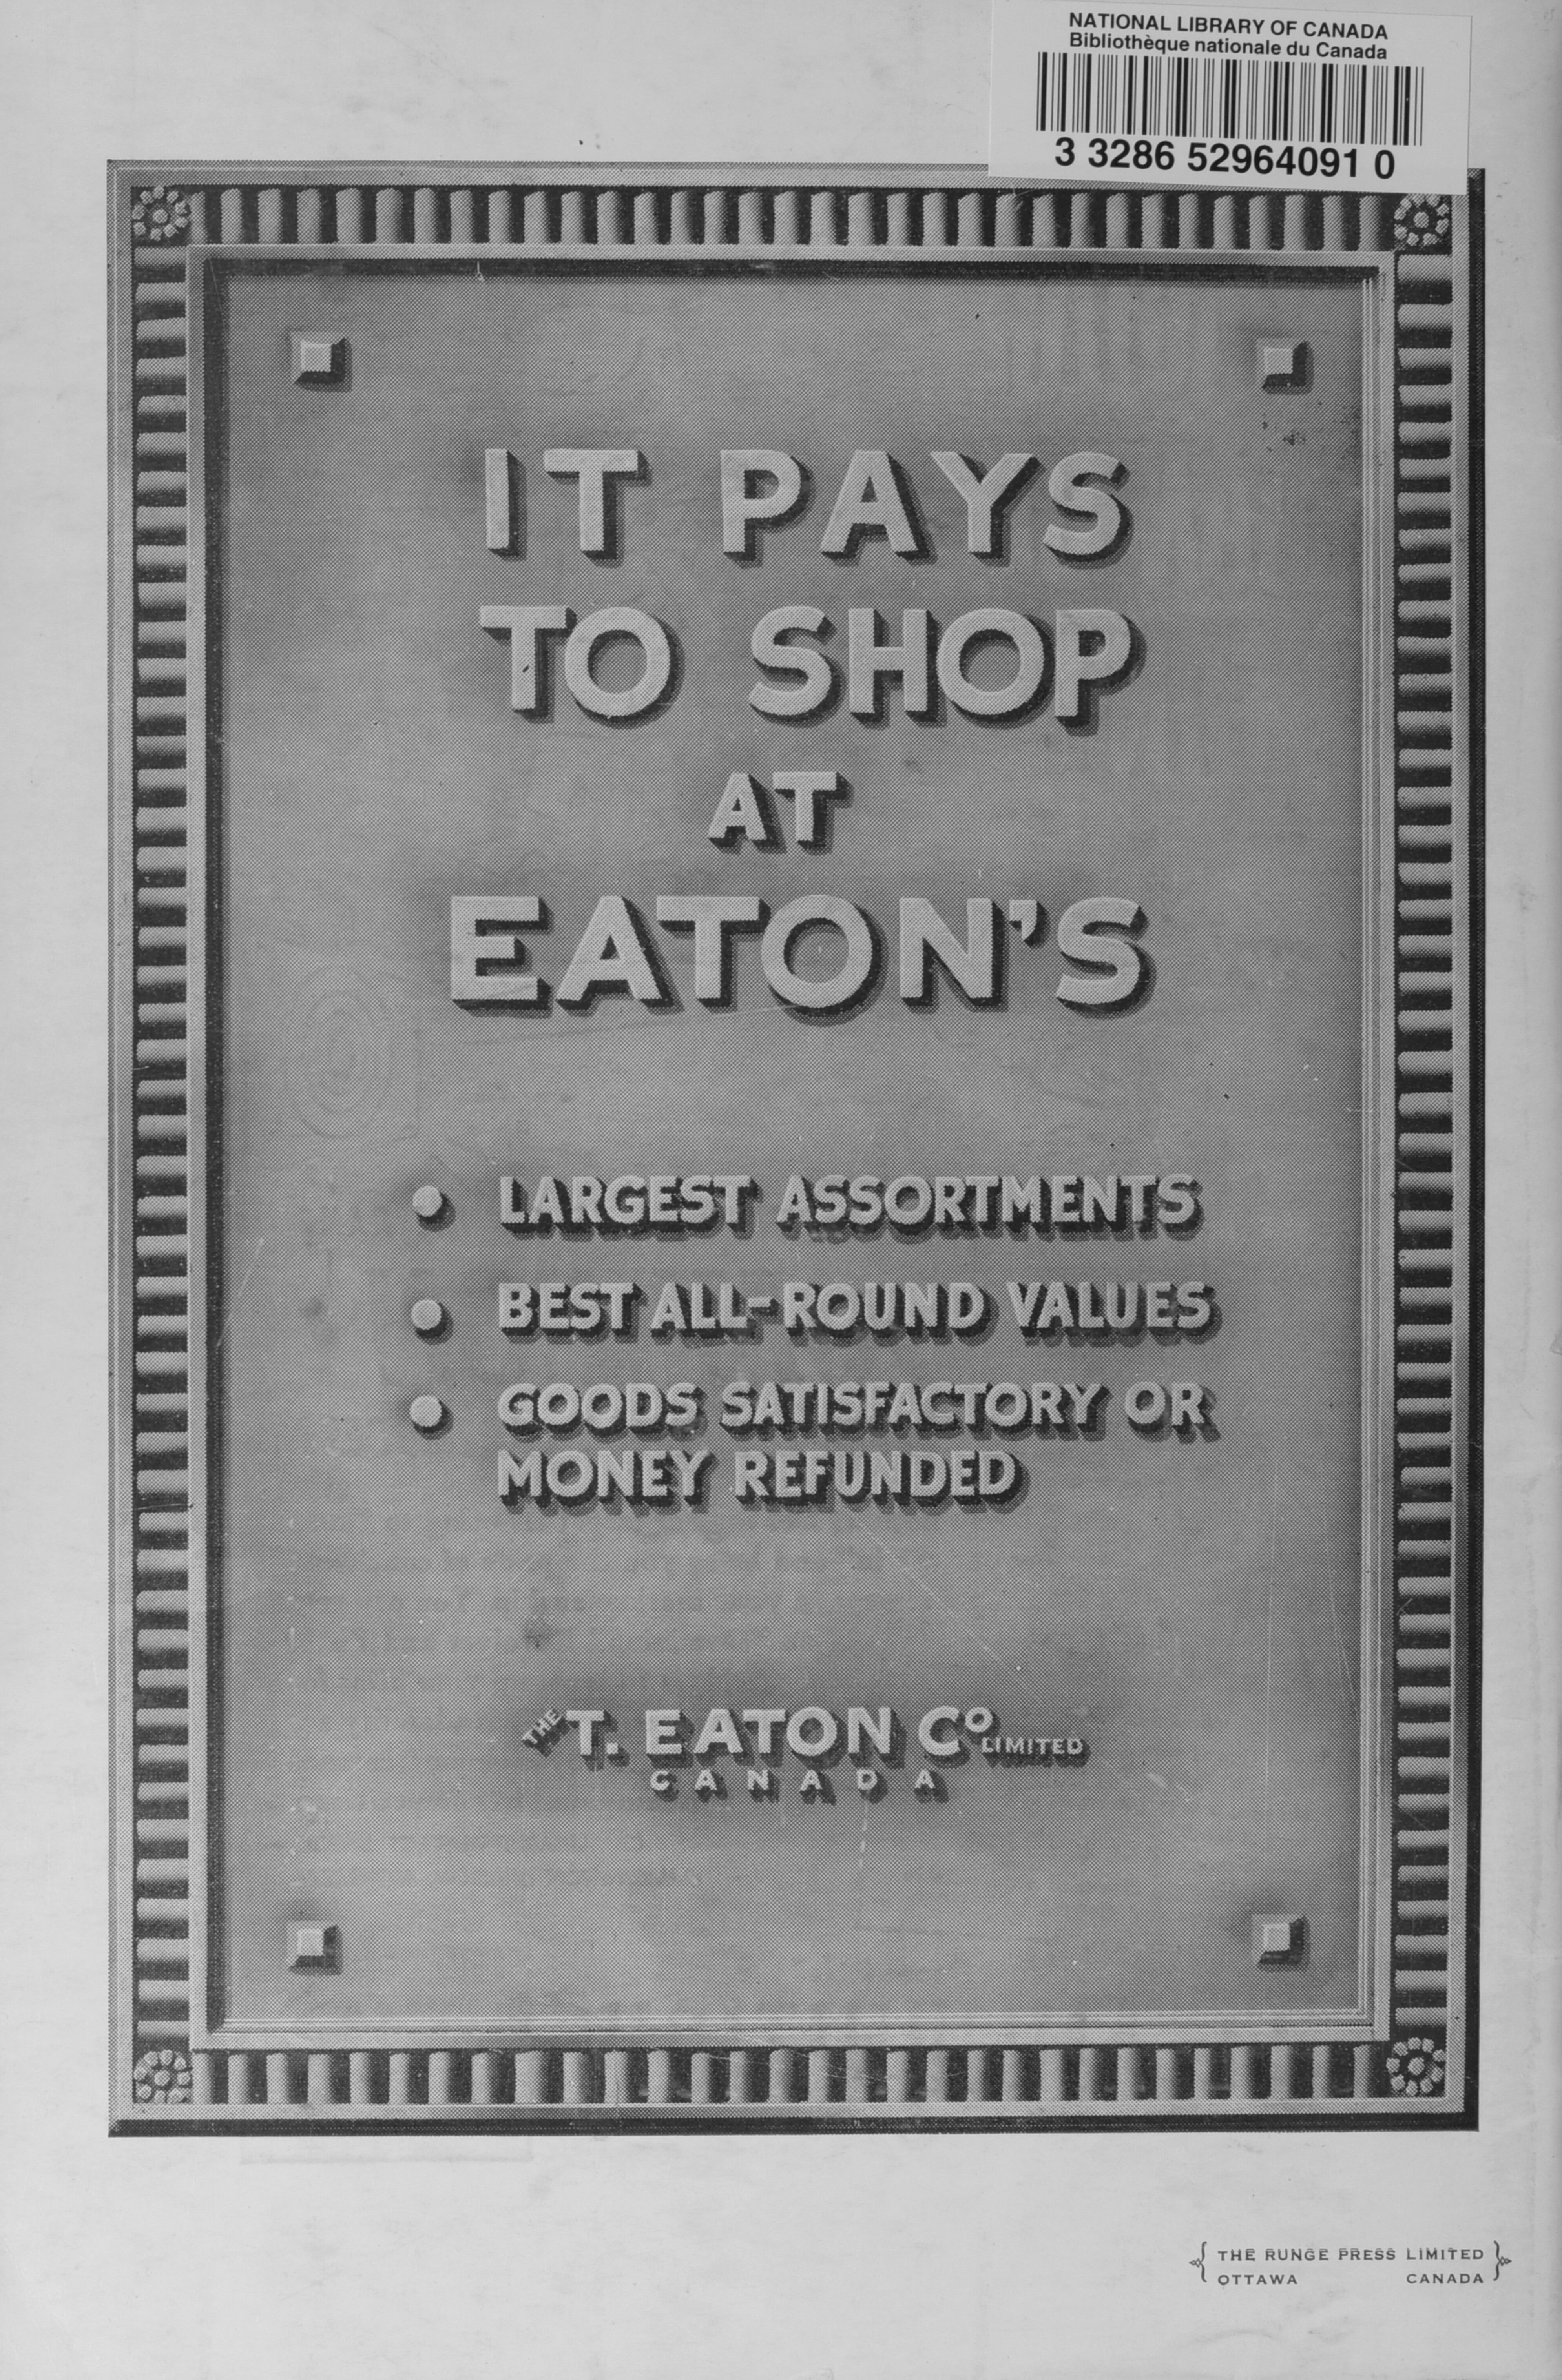 NATIONAL LIBRARY OF CANADA
Bibliothèque nationale du Canada
3 3286 52964091 0
IT PAYS
TO SHOP
AT
EATON'S
• LARGEST ASSORTMENTS
• BEST ALL-ROUND VALUES
• GOODS SATISFACTORY OR
MONEY REFUNDED
THE T. EATON CO LIMITED
CANADA
THE RUNGE PRESS LIMITED
OTTAWA CANADA